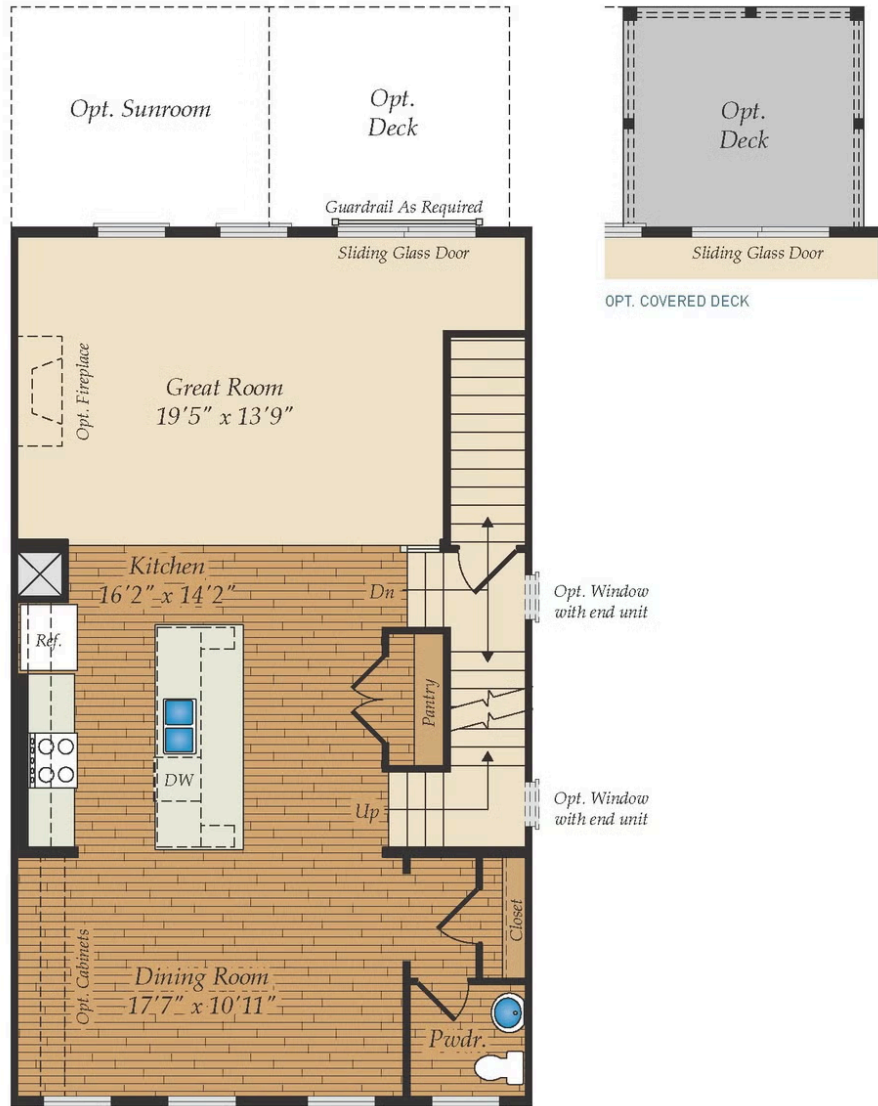 Opt. Sunroom
Opt.
Deck
Guardrail As Required
Sliding Glass Door
Opt.
Deck
Sliding Glass Door
OPT. COVERED DECK
Opt. Fireplace
Great Room
19'5" x 13'9"
Kitchen
16'2" x 14'2"
Dn
Opt. Window
with end unit
Ref.
Pantry
DW
Up
Opt. Window
with end unit
Opt. Cabinets
Closet
Dining Room
17'7" x 10'11"
Pwdr.